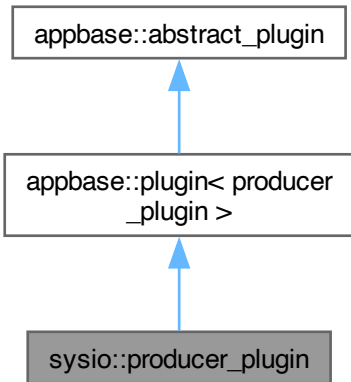 appbase::abstract_plugin
appbase::plugin< producer
_plugin >
sysio::producer_plugin